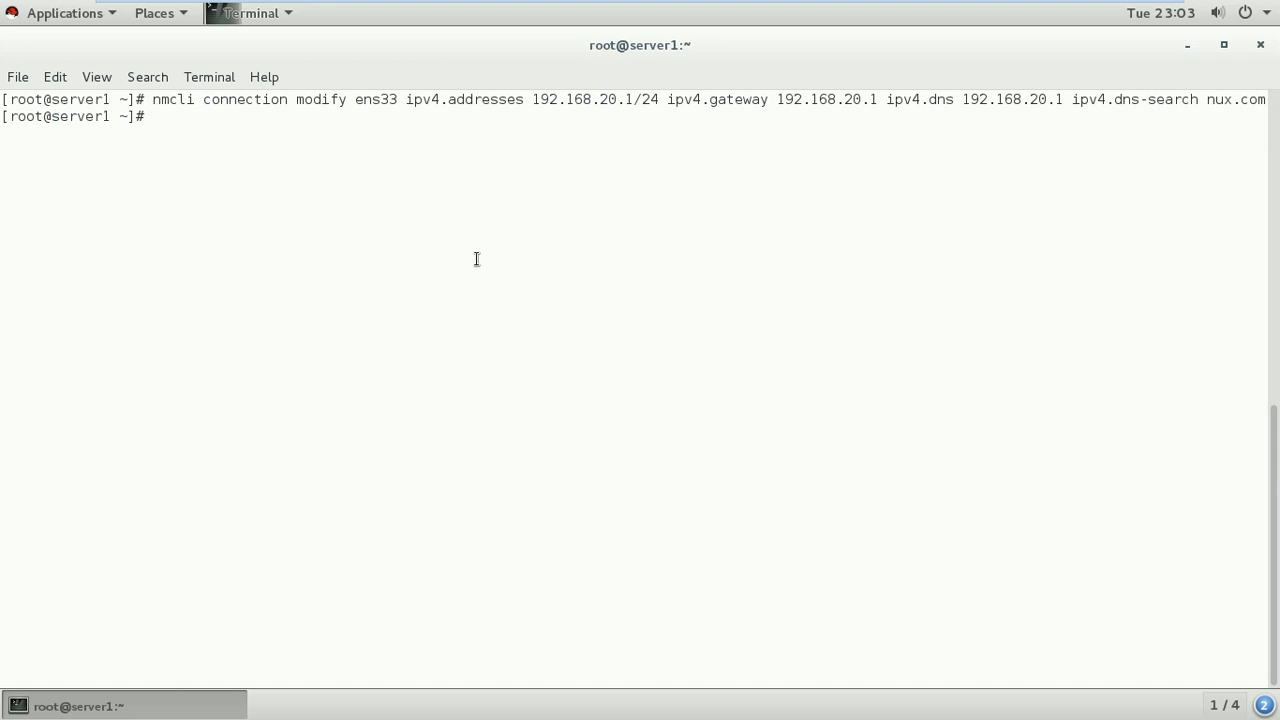 Applications Places Terminal Tue 23:03
root@server1:~
File Edit View Search Terminal Help
[root@server1 ~]# nmcli connection modify ens33 ipv4.addresses 192.168.20.1/24 ipv4.gateway 192.168.20.1 ipv4.dns 192.168.20.1 ipv4.dns-search nux.com
[root@server1 ~]#
root@server1:~ 1 / 4 2